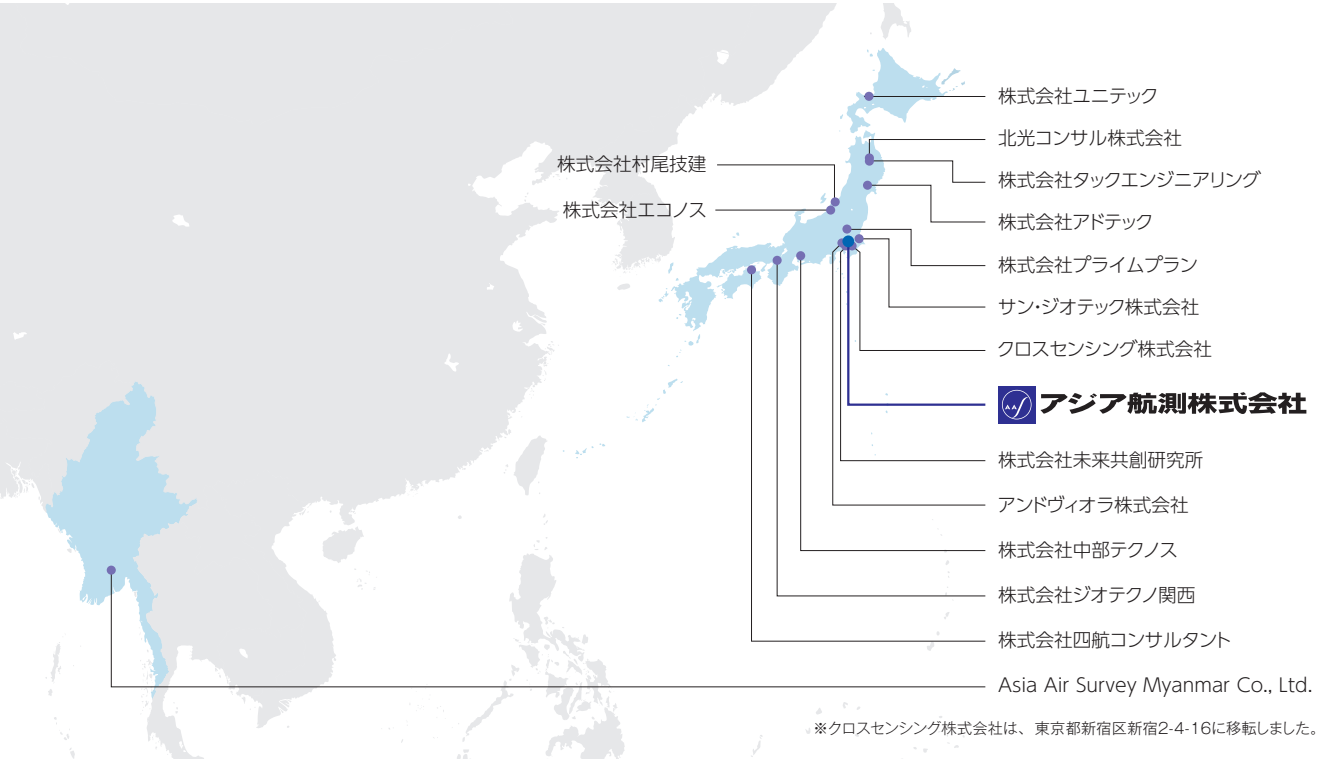 株式会社ユニテック
北光コンサル株式会社
株式会社村尾技建
株式会社タックエンジニアリング
株式会社エコノス
株式会社アドテック
株式会社プライムプラン
サン・ジオテック株式会社
クロスセンシング株式会社
AAS アジア航測株式会社
株式会社未来共創研究所
アンドヴィオラ株式会社
株式会社中部テクノス
株式会社ジオテクノ関西
株式会社四航コンサルタント
Asia Air Survey Myanmar Co., Ltd.
※クロスセンシング株式会社は、東京都新宿区新宿2-4-16に移転しました。